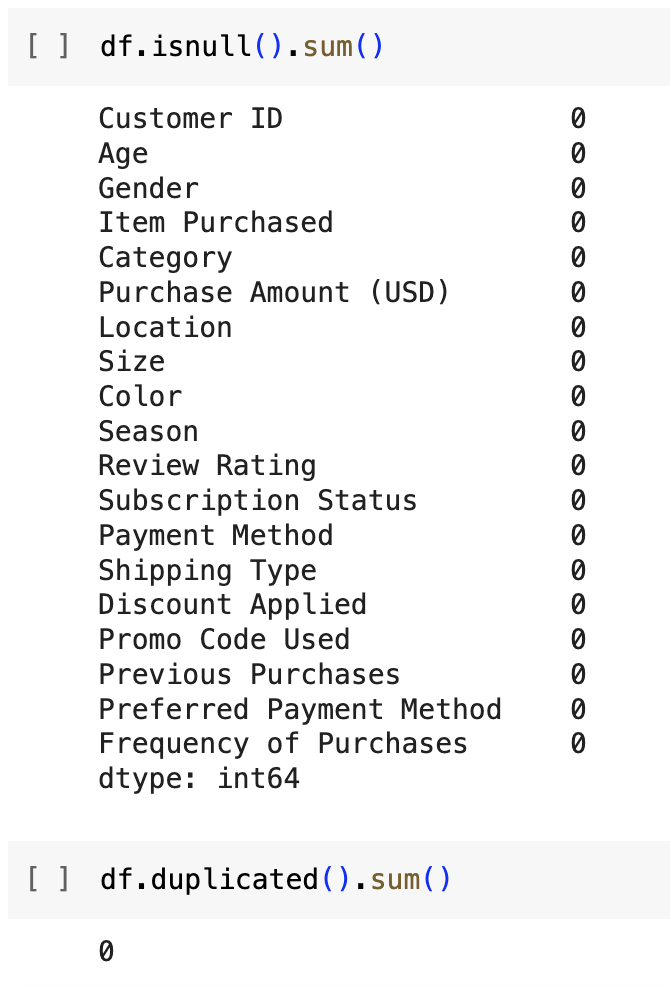 [ ] df.isnull().sum()
Customer ID 0
Age 0
Gender 0
Item Purchased 0
Category 0
Purchase Amount (USD) 0
Location 0
Size 0
Color 0
Season 0
Review Rating 0
Subscription Status 0
Payment Method 0
Shipping Type 0
Discount Applied 0
Promo Code Used 0
Previous Purchases 0
Preferred Payment Method 0
Frequency of Purchases 0
dtype: int64
[ ] df.duplicated().sum()
0